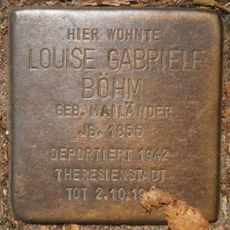 HIER WOHNTE
LOUISE GABRIELE
BÖHM
GEB. MAILÄNDER
JG. 1855
DEPORTIERT 1942
THERESIENSTADT
TOT 2.10.19